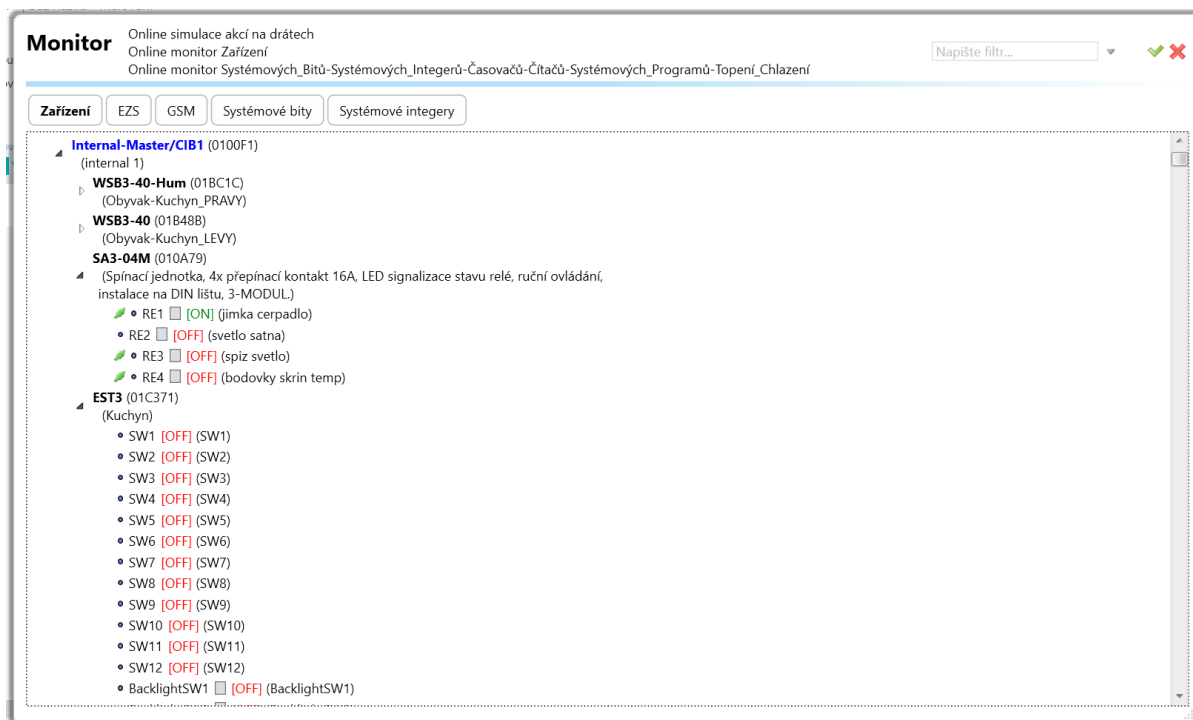 Monitor
Online simulace akcí na drátech
Online monitor Zařízení
Online monitor Systémových_Bitů-Systémových_Integerů-Časovačů-Čítačů-Systémových_Programů-Topení_Chlazení
Napište filtr...
Zařízení EZS GSM Systémové bity Systémové integery
Internal-Master/CIB1 (0100F1)
(internal 1)
WSB3-40-Hum (01BC1C)
(Obyvak-Kuchyn_PRAVY)
WSB3-40 (01B48B)
(Obyvak-Kuchyn_LEVY)
SA3-04M (010A79)
(Spínací jednotka, 4x přepínací kontakt 16A, LED signalizace stavu relé, ruční ovládání,
instalace na DIN lištu, 3-MODUL.)
RE1 [ON] (jimka cerpadlo)
RE2 [OFF] (svetlo satna)
RE3 [OFF] (spiz svetlo)
RE4 [OFF] (bodovky skrin temp)
EST3 (01C371)
(Kuchyn)
SW1 [OFF] (SW1)
SW2 [OFF] (SW2)
SW3 [OFF] (SW3)
SW4 [OFF] (SW4)
SW5 [OFF] (SW5)
SW6 [OFF] (SW6)
SW7 [OFF] (SW7)
SW8 [OFF] (SW8)
SW9 [OFF] (SW9)
SW10 [OFF] (SW10)
SW11 [OFF] (SW11)
SW12 [OFF] (SW12)
BacklightSW1 [OFF] (BacklightSW1)